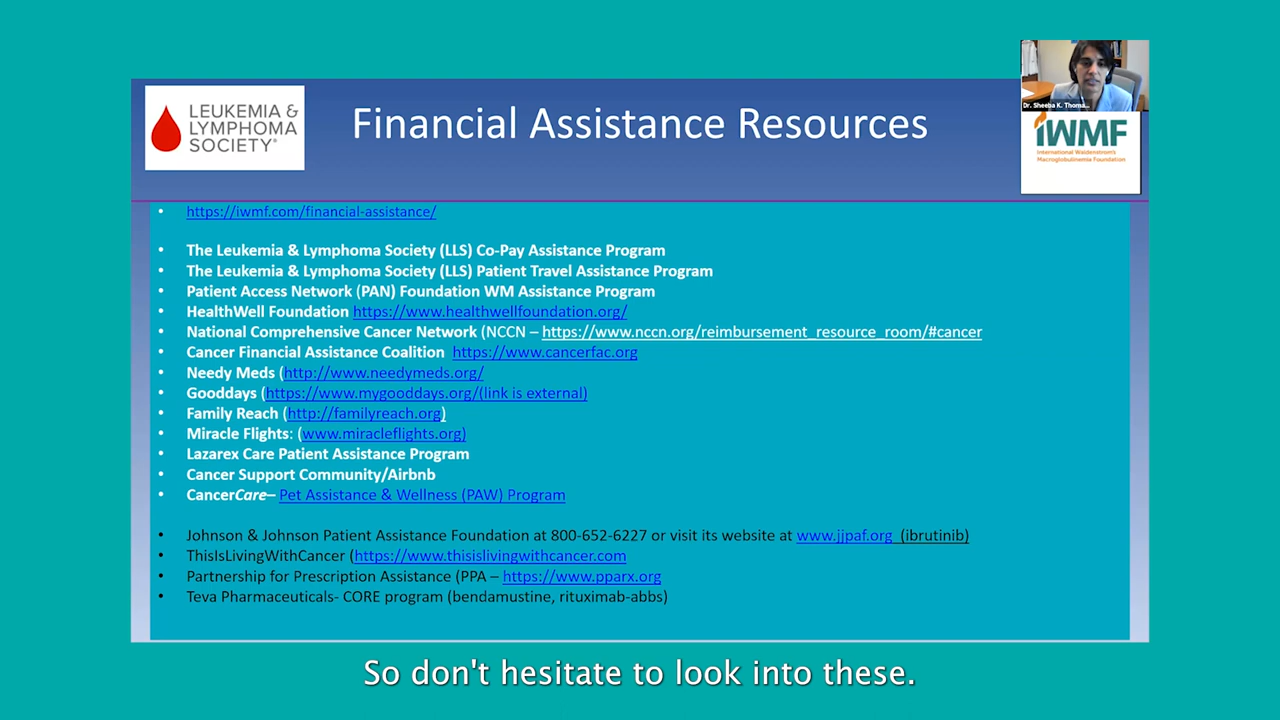 Dr. Sheeba K. Thoma...
LEUKEMIA &
LYMPHOMA
SOCIETY®
Financial Assistance Resources
iWMF
International Waldenstrom's
Macroglobulinemia Foundation
• https://iwmf.com/financial-assistance/
• The Leukemia & Lymphoma Society (LLS) Co-Pay Assistance Program
• The Leukemia & Lymphoma Society (LLS) Patient Travel Assistance Program
• Patient Access Network (PAN) Foundation WM Assistance Program
• HealthWell Foundation https://www.healthwellfoundation.org/
• National Comprehensive Cancer Network (NCCN – https://www.nccn.org/reimbursement_resource_room/#cancer
• Cancer Financial Assistance Coalition https://www.cancerfac.org
• Needy Meds (http://www.needymeds.org/
• Gooddays (https://www.mygooddays.org/(link is external)
• Family Reach (http://familyreach.org)
• Miracle Flights: (www.miracleflights.org)
• Lazarex Care Patient Assistance Program
• Cancer Support Community/Airbnb
• CancerCare– Pet Assistance & Wellness (PAW) Program
• Johnson & Johnson Patient Assistance Foundation at 800-652-6227 or visit its website at www.jjpaf.org (ibrutinib)
• ThisIsLivingWithCancer (https://www.thisislivingwithcancer.com
• Partnership for Prescription Assistance (PPA – https://www.pparx.org
• Teva Pharmaceuticals- CORE program (bendamustine, rituximab-abbs)
So don't hesitate to look into these.